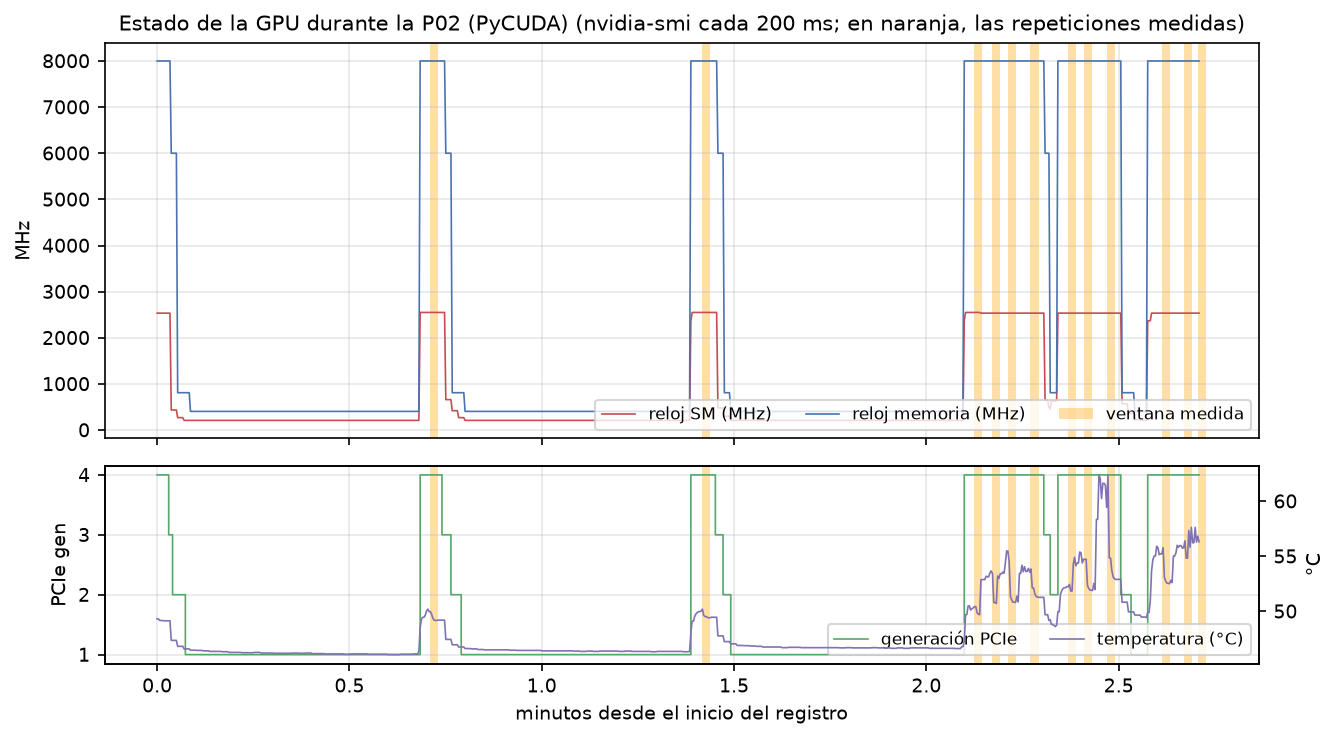 Estado de la GPU durante la P02 (PyCUDA) (nvidia-smi cada 200 ms; en naranja, las repeticiones medidas)
8000
7000
6000
5000
4000
3000
2000
1000
0
MHz
reloj SM (MHz)
reloj memoria (MHz)
ventana medida
4
3
2
1
PCIe gen
60
55
50
°C
generación PCIe
temperatura (°C)
0.0
0.5
1.0
1.5
2.0
2.5
minutos desde el inicio del registro